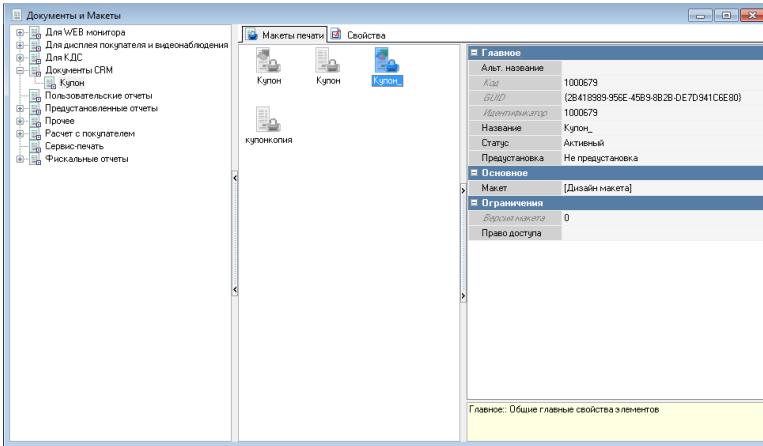 Документы и Макеты
Для WEB монитора
Для дисплея покупателя и видеонаблюдения
Для КДС
Документы CRM
Купон
Пользовательские отчеты
Предустановленные отчеты
Прочее
Расчет с покупателем
Сервис-печать
Фискальные отчеты
Макеты печати Свойства
Купон Купон Купон_
купонкопия
Главное
Альт. название
Код 1000679
GUID {2B418989-956E-45B9-8B2B-DE7D941C6E80}
Идентификатор 1000679
Название Купон_
Статус Активный
Предустановка Не предустановка
Основное
Макет [Дизайн макета]
Ограничения
Версия макета 0
Право доступа
Главное:: Общие главные свойства элементов